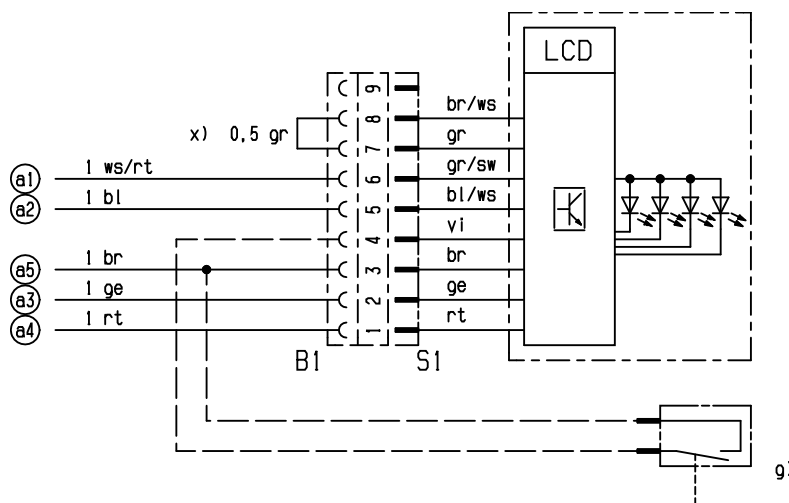 LCD
9
br/ws
8
x) 0,5 gr
gr
7
a1
1 ws/rt
6
gr/sw
a2
1 bl
5
bl/ws
4
vi
a5
1 br
3
br
a3
1 ge
2
ge
a4
1 rt
1
rt
B1
S1